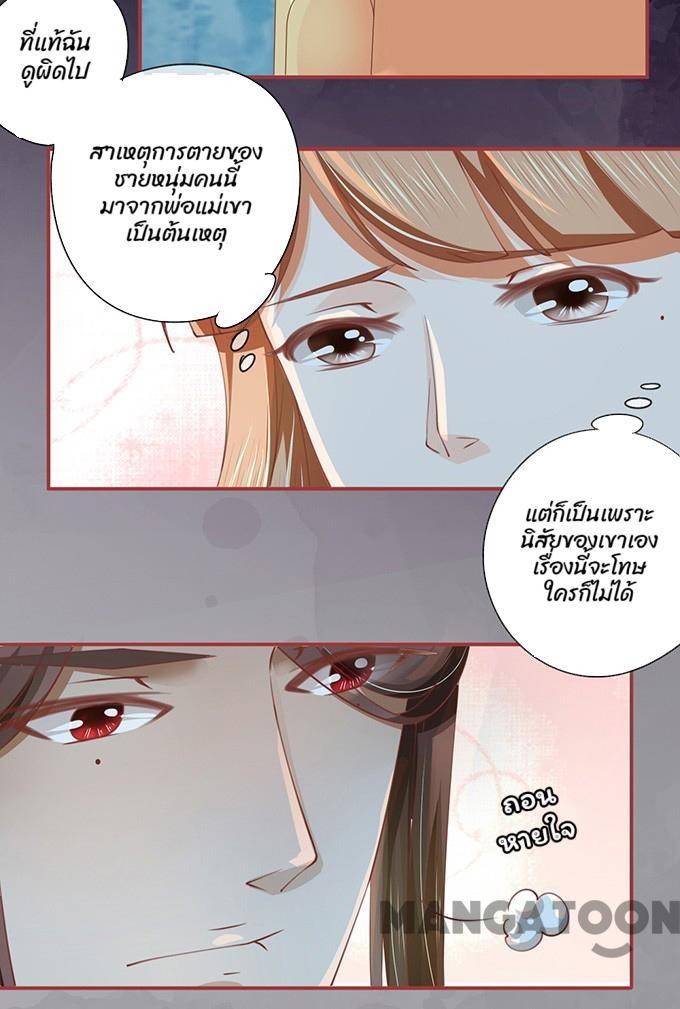 ที่แท้ฉัน
ดูผิดไป
สาเหตุการตายของ
ชายหนุ่มคนนี้
มาจากพ่อแม่เขา
เป็นต้นเหตุ
แต่ก็เป็นเพราะ
นิสัยของเขาเอง
เรื่องนี้จะโทษ
ใครก็ไม่ได้
ถอน
หายใจ
MANGATOON